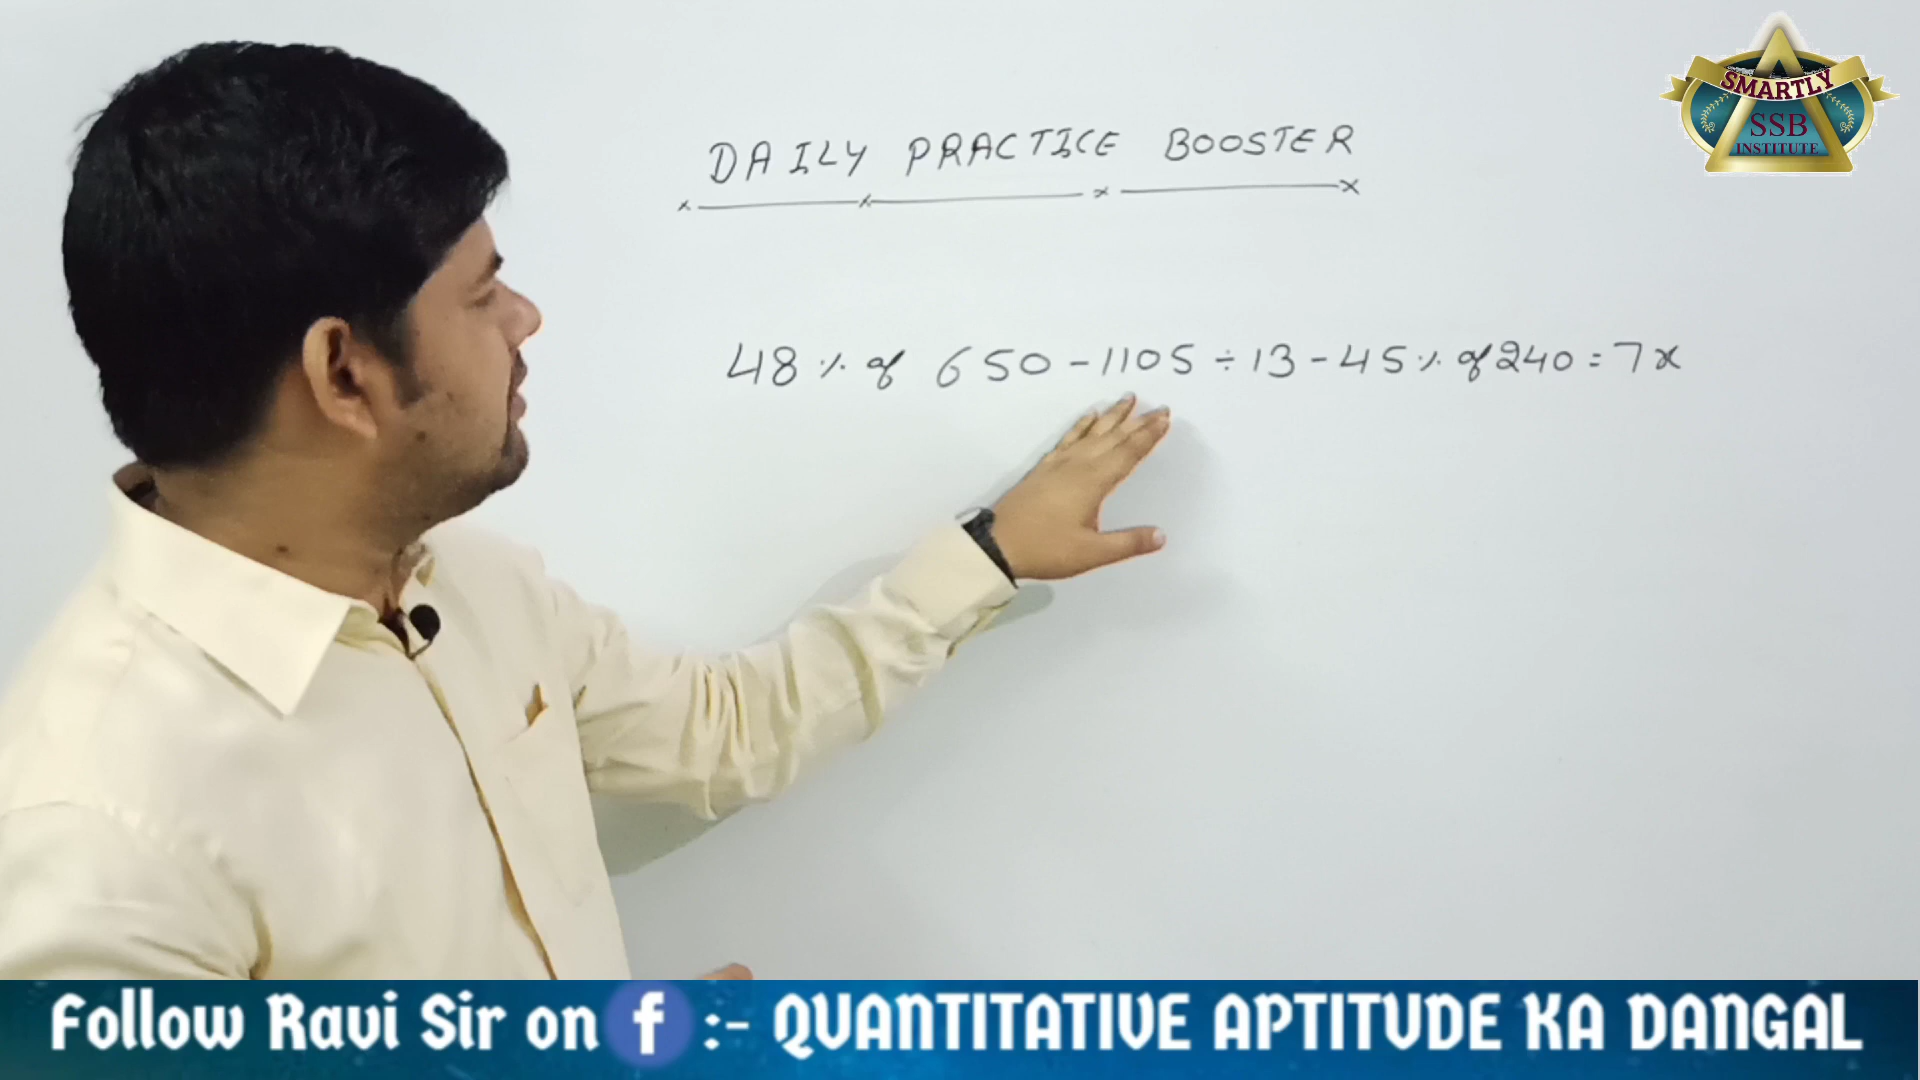 SMARTLY
SSB
INSTITUTE
DAILY PRACTICE BOOSTER
48 % of 650 - 1105 ÷ 13 - 45 % of 240 = 7x
Follow Ravi Sir on f :- QUANTITATIVE APTITUDE KA DANGAL